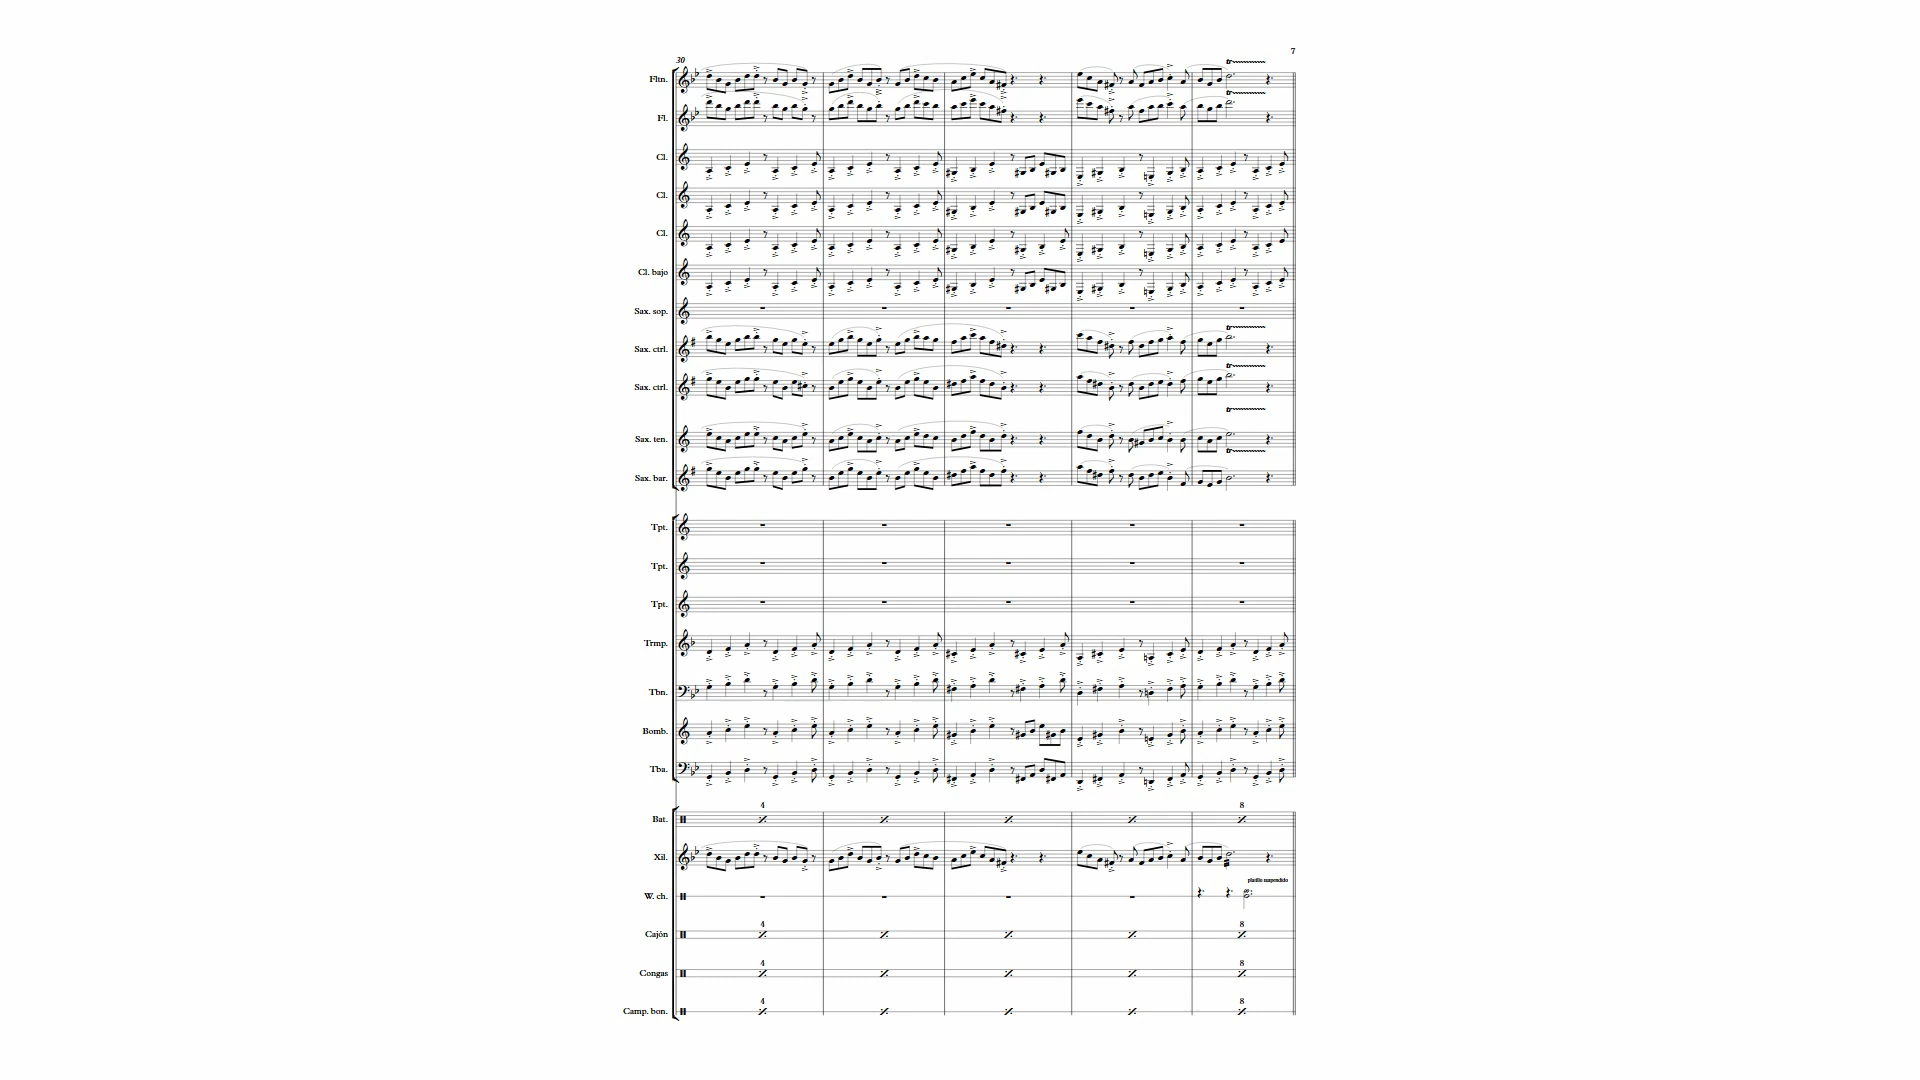 7
30
Fltn.
Fl.
Cl.
Cl.
Cl.
Cl. bajo
Sax. sop.
Sax. ctrl.
Sax. ctrl.
Sax. ten.
Sax. bar.
Tpt.
Tpt.
Tpt.
Trmp.
Tbn.
Bomb.
Tba.
4 8
Bat.
Xil.
platillo suspendido
W. ch.
4 8
Cajón
4 8
Congas
4 8
Camp. bon.